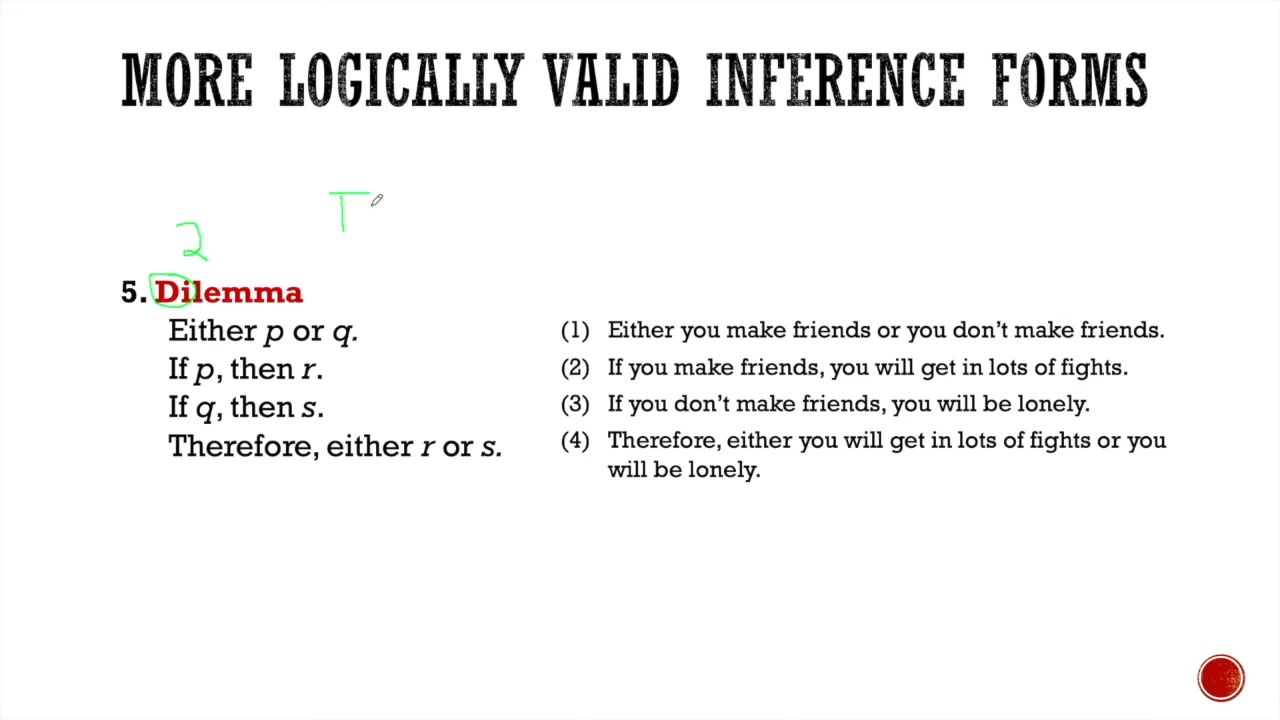 MORE LOGICALLY VALID INFERENCE FORMS
T
2
5. Dilemma
Either p or q.
If p, then r.
If q, then s.
Therefore, either r or s.
(1) Either you make friends or you don't make friends.
(2) If you make friends, you will get in lots of fights.
(3) If you don't make friends, you will be lonely.
(4) Therefore, either you will get in lots of fights or you
will be lonely.